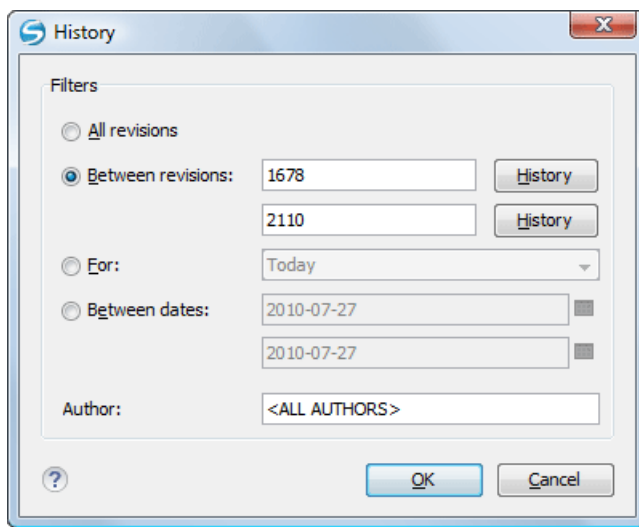 History
Filters
All revisions
Between revisions: 1678 History
2110 History
For: Today
Between dates: 2010-07-27
2010-07-27
Author: <ALL AUTHORS>
? OK Cancel